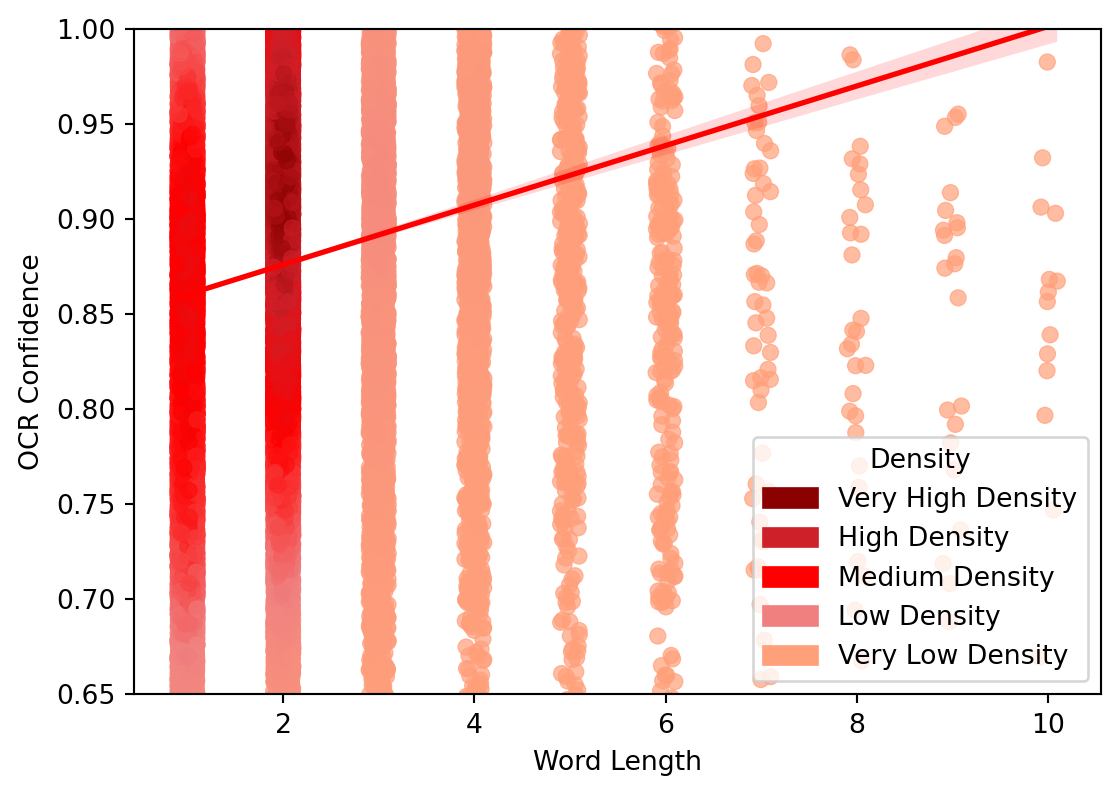 1.00
0.95
0.90
0.85
0.80
0.75
0.70
0.65
OCR Confidence
Density
Very High Density
High Density
Medium Density
Low Density
Very Low Density
2
4
6
8
10
Word Length